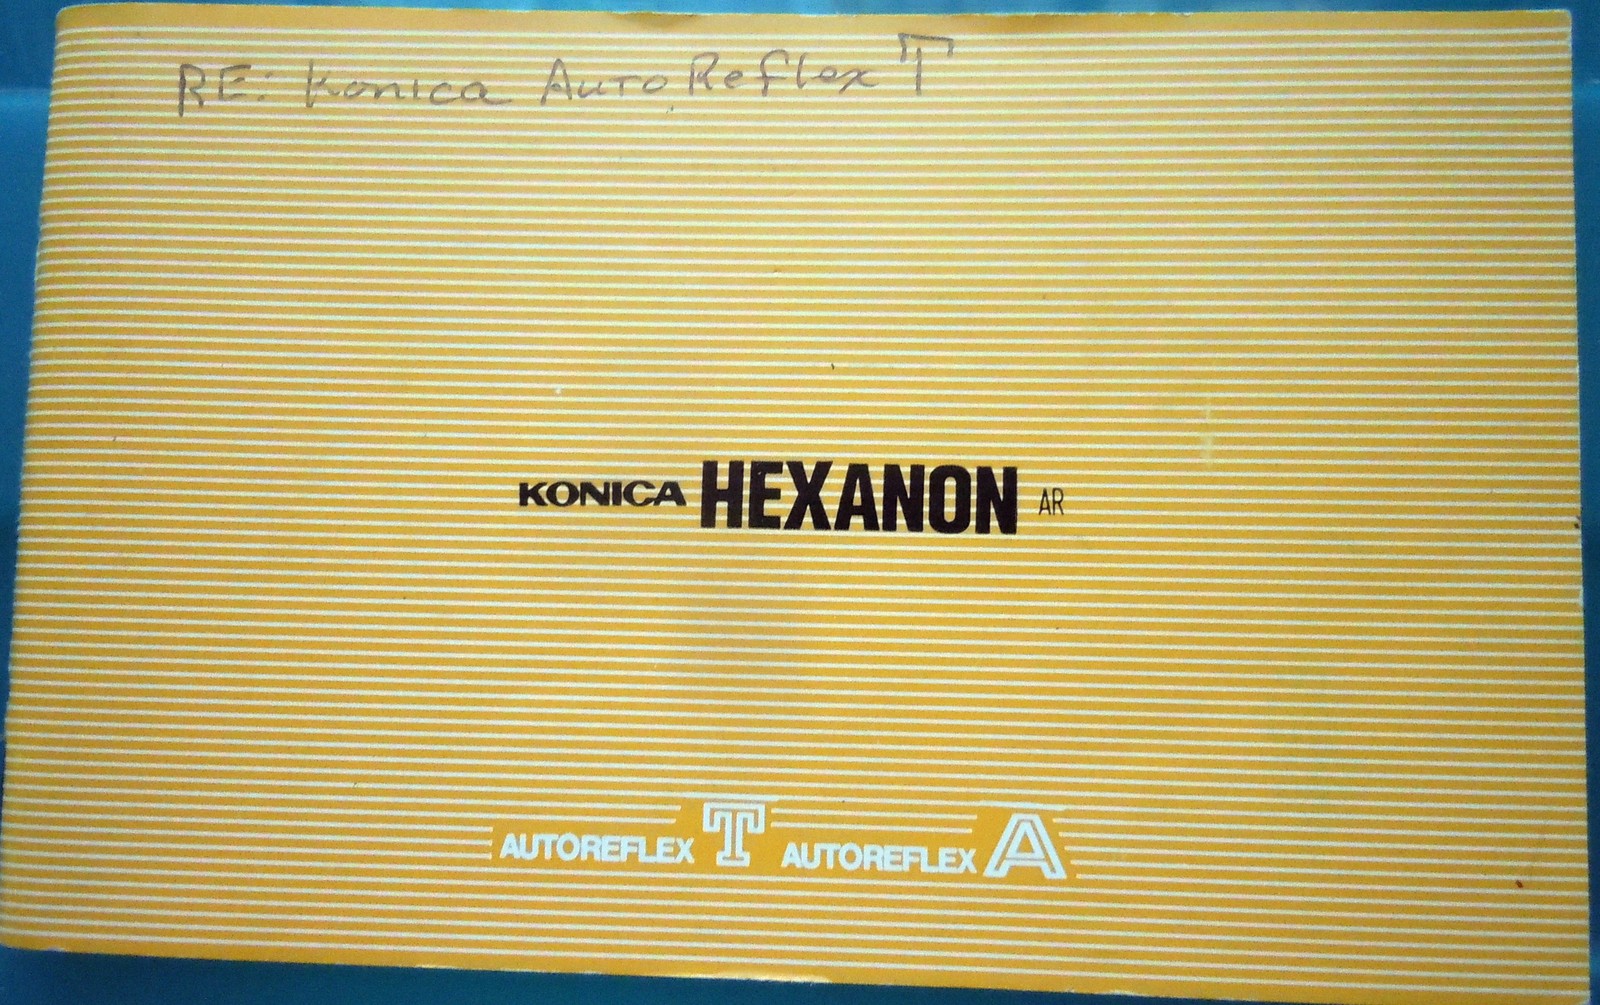 RE: Konica AutoReflex T
KONICA HEXANON AR
AUTOREFLEX T AUTOREFLEX A